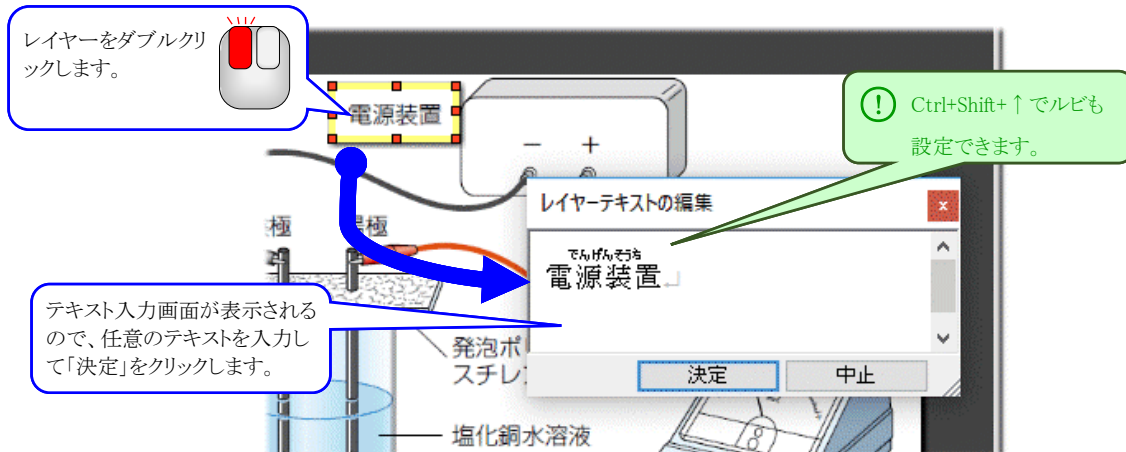 レイヤーをダブルクリ
ックします。
電源装置
− +
Ctrl+Shift+↑でルビも
設定できます。
レイヤーテキストの編集
x
でんげんそうち
電源装置
極
極
テキスト入力画面が表示される
ので、任意のテキストを入力し
て「決定」をクリックします。
発泡ポリ
スチレ
決定 中止
塩化銅水溶液